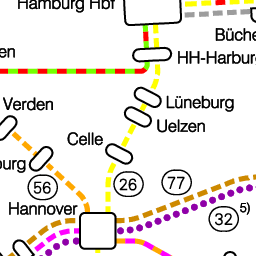 Hamburg Hbf
Büche
en
HH-Harburg
Verden
Lüneburg
Uelzen
Celle
burg
56
26
77
Hannover
32 5)